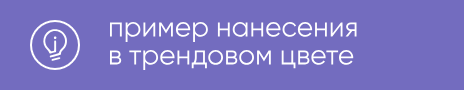 пример нанесения
в трендовом цвете